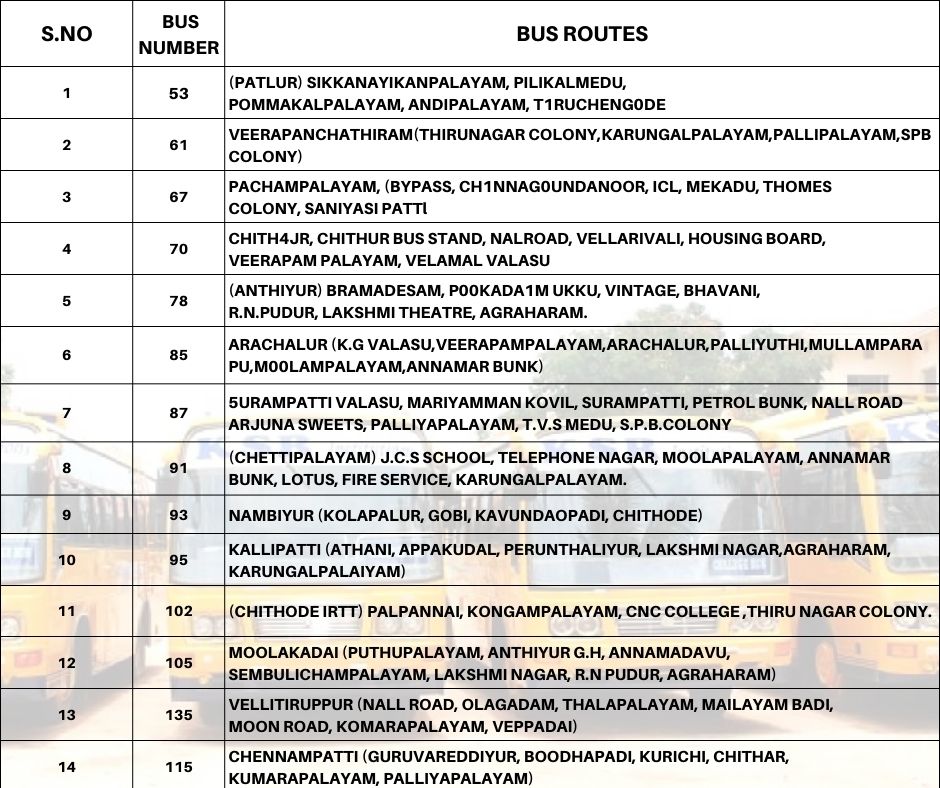 S.NO BUS NUMBER BUS ROUTES
1 53 (PATLUR) SIKKANAYIKANPALAYAM, PILIKALMEDU,
POMMAKALPALAYAM, ANDIPALAYAM, T1RUCHENG0DE
2 61 VEERAPANCHATHIRAM(THIRUNAGAR COLONY,KARUNGALPALAYAM,PALLIPALAYAM,SPB
COLONY)
3 67 PACHAMPALAYAM, (BYPASS, CH1NNAG0UNDANOOR, ICL, MEKADU, THOMES
COLONY, SANIYASI PATTl
4 70 CHITH4JR, CHITHUR BUS STAND, NALROAD, VELLARIVALI, HOUSING BOARD,
VEERAPAM PALAYAM, VELAMAL VALASU
5 78 (ANTHIYUR) BRAMADESAM, P00KADA1M UKKU, VINTAGE, BHAVANI,
R.N.PUDUR, LAKSHMI THEATRE, AGRAHARAM.
6 85 ARACHALUR (K.G VALASU,VEERAPAMPALAYAM,ARACHALUR,PALLIYUTHI,MULLAMPARA
PU,M00LAMPALAYAM,ANNAMAR BUNK)
7 87 5URAMPATTI VALASU, MARIYAMMAN KOVIL, SURAMPATTI, PETROL BUNK, NALL ROAD
ARJUNA SWEETS, PALLIYAPALAYAM, T.V.S MEDU, S.P.B.COLONY
8 91 (CHETTIPALAYAM) J.C.S SCHOOL, TELEPHONE NAGAR, MOOLAPALAYAM, ANNAMAR
BUNK, LOTUS, FIRE SERVICE, KARUNGALPALAYAM.
9 93 NAMBIYUR (KOLAPALUR, GOBI, KAVUNDAOPADI, CHITHODE)
10 95 KALLIPATTI (ATHANI, APPAKUDAL, PERUNTHALIYUR, LAKSHMI NAGAR,AGRAHARAM,
KARUNGALPALAIYAM)
11 102 (CHITHODE IRTT) PALPANNAI, KONGAMPALAYAM, CNC COLLEGE ,THIRU NAGAR COLONY.
12 105 MOOLAKADAI (PUTHUPALAYAM, ANTHIYUR G.H, ANNAMADAVU,
SEMBULICHAMPALAYAM, LAKSHMI NAGAR, R.N PUDUR, AGRAHARAM)
13 135 VELLITIRUPPUR (NALL ROAD, OLAGADAM, THALAPALAYAM, MAILAYAM BADI,
MOON ROAD, KOMARAPALAYAM, VEPPADAI)
14 115 CHENNAMPATTI (GURUVAREDDIYUR, BOODHAPADI, KURICHI, CHITHAR,
KUMARAPALAYAM, PALLIYAPALAYAM)
KSR
COLLEGE BUS
KS